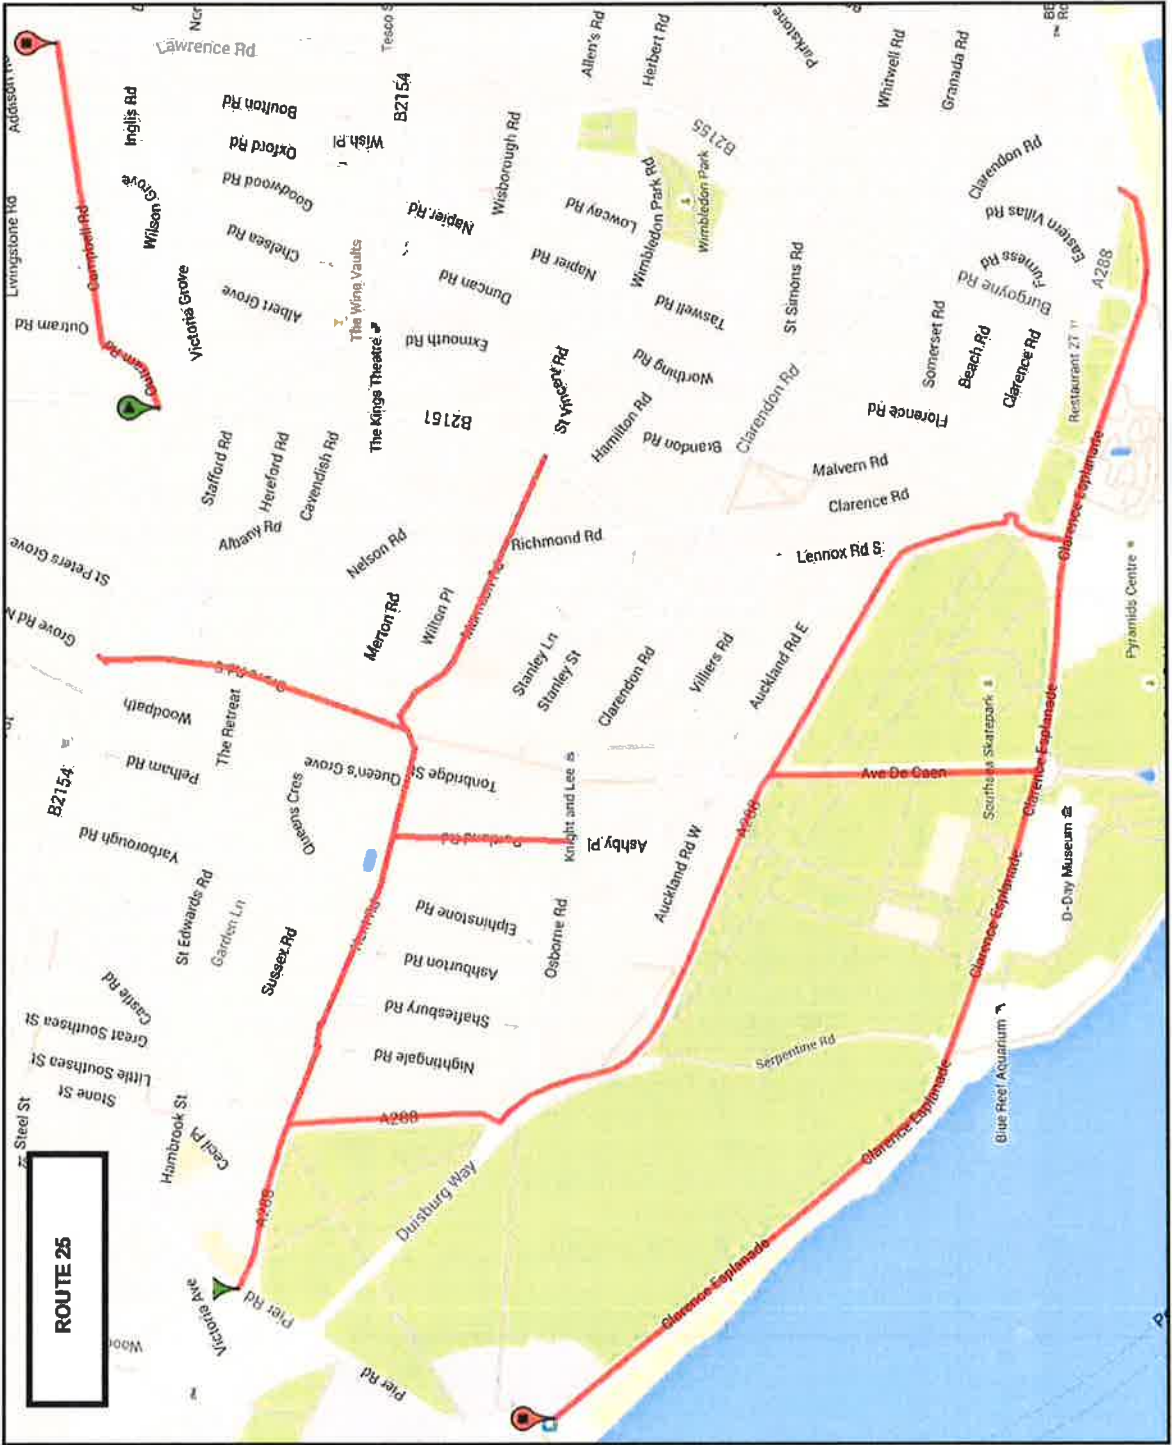 ROUTE 25
Lawrence Rd
Inglis Rd
Boulton Rd
Oxford Rd
Wish Pl
B2154
Allen's Rd
Herbert Rd
Parkstone
Whitwell Rd
Granada Rd
Livingstone Rd
Campbell Rd
Wilson Grove
Goodwood Rd
Chelsea Rd
Albert Grove
Victoria Grove
The Wine Vaults
The Kings Theatre
Napier Rd
Wisborough Rd
Lowcay Rd
Wimbledon Park Rd
Wimbledon Park
B2155
Clarendon Rd
Eastern Villas Rd
Furness Rd
Burgoyne Rd
A288
Outram Rd
Outram Rd
Duncan Rd
Napier Rd
Taswell Rd
St Simons Rd
Exmouth Rd
B2151
St Vincent Rd
Worthing Rd
Hamilton Rd
Brandon Rd
Clarendon Rd
Somerset Rd
Beach Rd
Clarence Rd
Florence Rd
Restaurant 27
Stafford Rd
Hereford Rd
Cavendish Rd
Albany Rd
Nelson Rd
Richmond Rd
Malvern Rd
Clarence Rd
Lennox Rd S
Clarence Esplanade
Pyramids Centre
St Peters Grove
Grove Rd N
Merton Rd
Wilton Pl
Stanley Ln
Stanley St
Clarendon Rd
Villiers Rd
Auckland Rd E
Woodpath
The Retreat
Pelham Rd
B2154
Yarborough Rd
Queens Cres
Queen's Grove
Tonbridge St
Knight and Lee
Ashby Pl
Ave De Caen
Southsea Skatepark
Clarence Esplanade
D-Day Museum
A288
Auckland Rd W
St Edwards Rd
Garden Ln
Sussex Rd
Elphinstone Rd
Ashburton Rd
Shaftesbury Rd
Nightingale Rd
Osborne Rd
Clarence Esplanade
Castle Rd
Great Southsea St
Little Southsea St
Stone St
Steel St
Hambrook St
Cecil Pl
A288
A288
Serpentine Rd
Blue Reef Aquarium
Clarence Esplanade
Duisburg Way
Clarence Esplanade
Victoria Ave
Pier Rd
Pier Rd